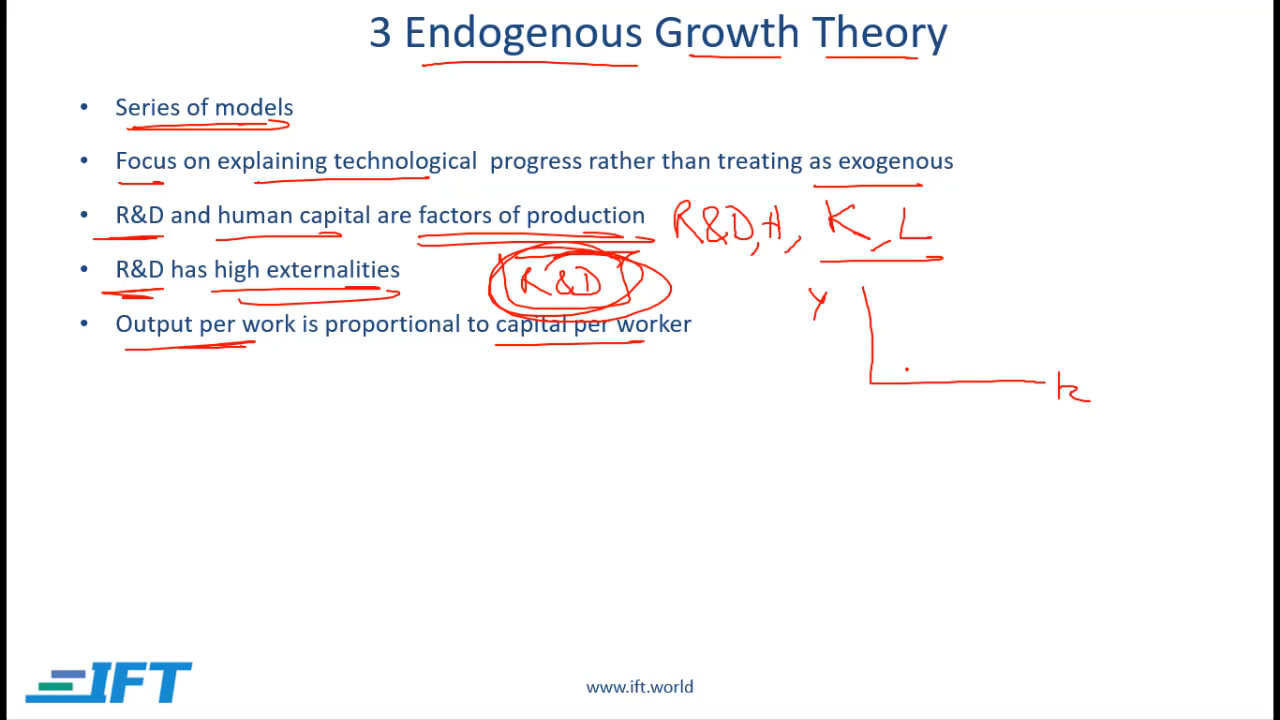 3 Endogenous Growth Theory
• Series of models
• Focus on explaining technological progress rather than treating as exogenous
• R&D and human capital are factors of production R&D, H, K, L
• R&D has high externalities R&D
• Output per work is proportional to capital per worker
y
k
IFT
www.ift.world